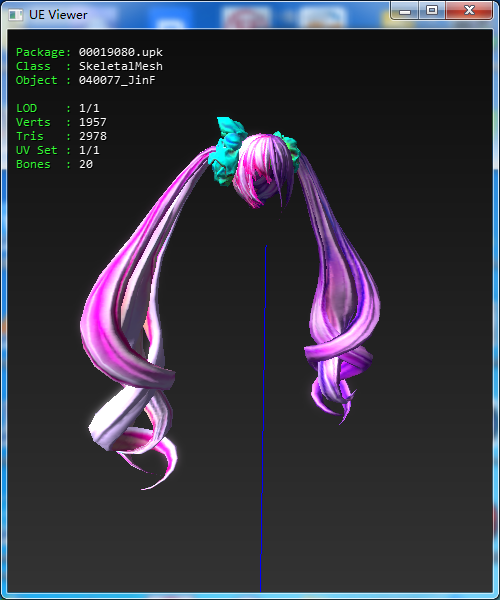 UE Viewer
Package: 00019080.upk
Class  : SkeletalMesh
Object : 040077_JinF
LOD    : 1/1
Verts  : 1957
Tris   : 2978
UV Set : 1/1
Bones  : 20